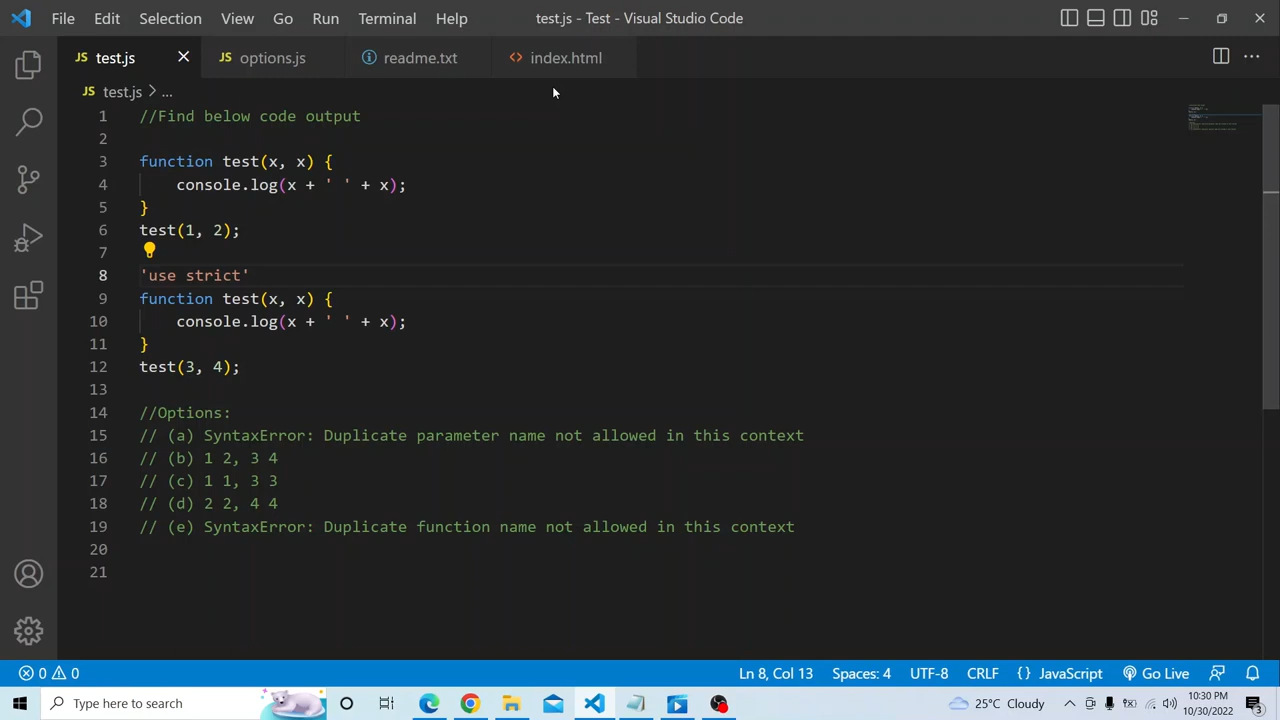 File Edit Selection View Go Run Terminal Help test.js - Test - Visual Studio Code
JS test.js JS options.js readme.txt <> index.html
JS test.js > ...
1 //Find below code output
2
3 function test(x, x) {
4 console.log(x + ' ' + x);
5 }
6 test(1, 2);
7
8 'use strict'
9 function test(x, x) {
10 console.log(x + ' ' + x);
11 }
12 test(3, 4);
13
14 //Options:
15 // (a) SyntaxError: Duplicate parameter name not allowed in this context
16 // (b) 1 2, 3 4
17 // (c) 1 1, 3 3
18 // (d) 2 2, 4 4
19 // (e) SyntaxError: Duplicate function name not allowed in this context
20
21
0 0 Ln 8, Col 13 Spaces: 4 UTF-8 CRLF {} JavaScript Go Live
Type here to search 25°C Cloudy 10:30 PM
10/30/2022 3